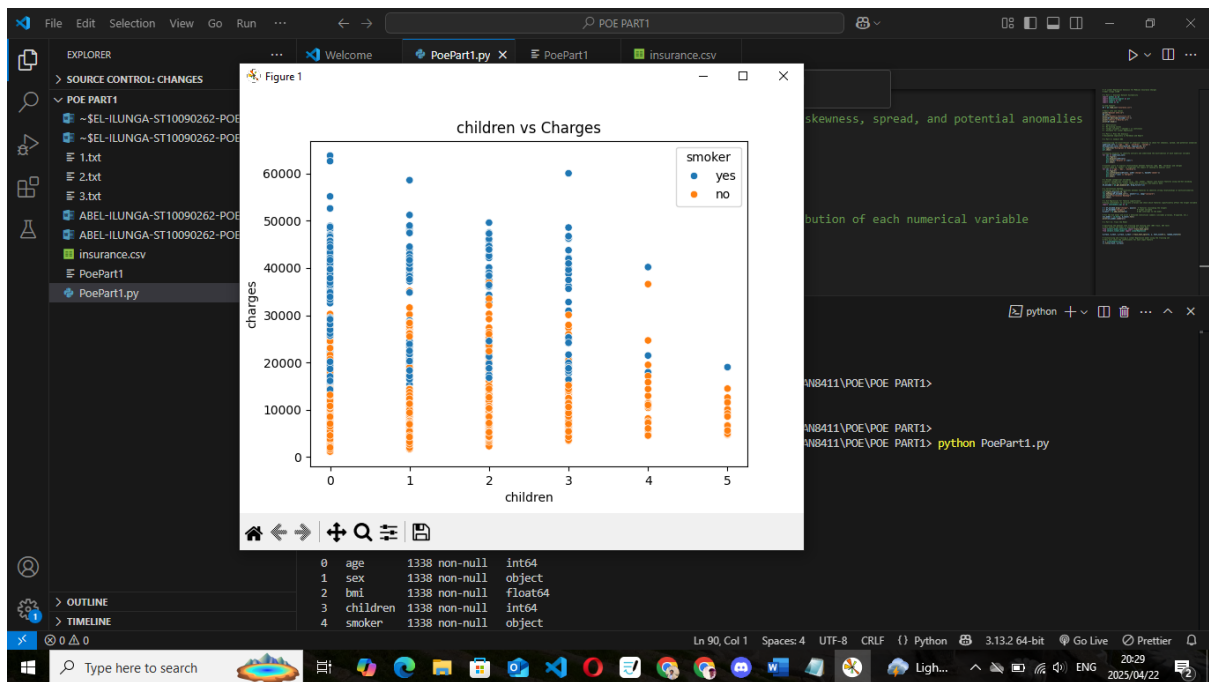 File Edit Selection View Go Run ··· POE PART1
EXPLORER ···
Welcome PoePart1.py PoePart1 insurance.csv
SOURCE CONTROL: CHANGES
POE PART1
~$EL-ILUNGA-ST10090262-POE
~$EL-ILUNGA-ST10090262-POE
1.txt
2.txt
3.txt
ABEL-ILUNGA-ST10090262-POE
ABEL-ILUNGA-ST10090262-POE
insurance.csv
PoePart1
PoePart1.py
OUTLINE
TIMELINE
Figure 1
children vs Charges
smoker
yes
no
60000
50000
40000
30000
20000
10000
0
charges
0 1 2 3 4 5
children
skewness, spread, and potential anomalies
bution of each numerical variable
python
AN8411\POE\POE PART1>
AN8411\POE\POE PART1>
AN8411\POE\POE PART1> python PoePart1.py
0 age 1338 non-null int64
1 sex 1338 non-null object
2 bmi 1338 non-null float64
3 children 1338 non-null int64
4 smoker 1338 non-null object
1
0 0 Ln 90, Col 1 Spaces: 4 UTF-8 CRLF {} Python 3.13.2 64-bit Go Live Prettier
Type here to search Ligh... ENG 20:29
2025/04/22 2